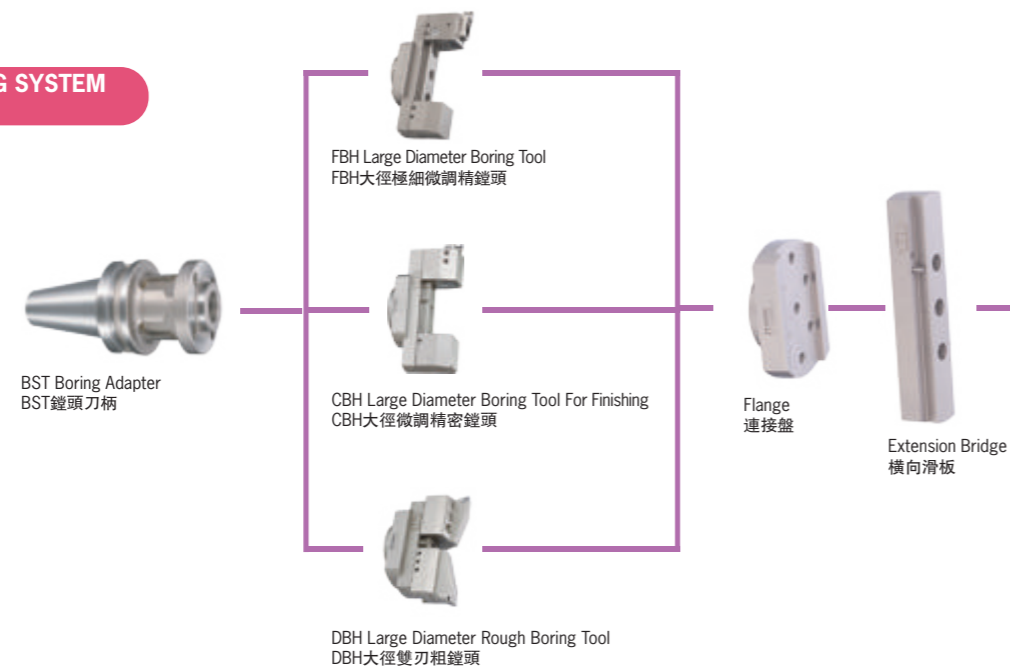 G SYSTEM
FBH Large Diameter Boring Tool
FBH大徑極細微調精鏜頭
BST Boring Adapter
BST鏜頭刀柄
CBH Large Diameter Boring Tool For Finishing
CBH大徑微調精密鏜頭
Flange
連接盤
Extension Bridge
橫向滑板
DBH Large Diameter Rough Boring Tool
DBH大徑雙刃粗鏜頭